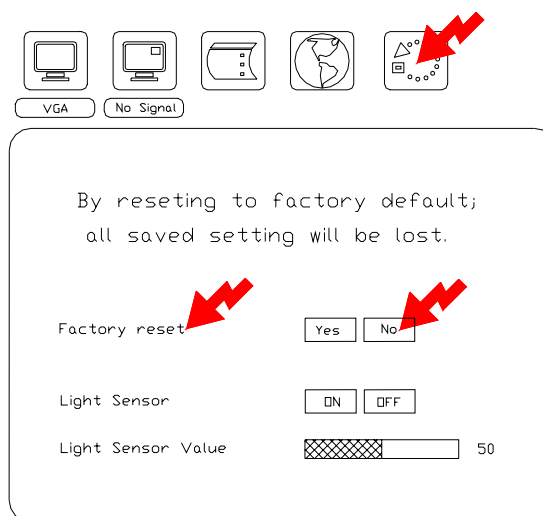 VGA
No Signal
By reseting to factory default;
all saved setting will be lost.
Factory reset Yes No
Light Sensor ON OFF
Light Sensor Value 50